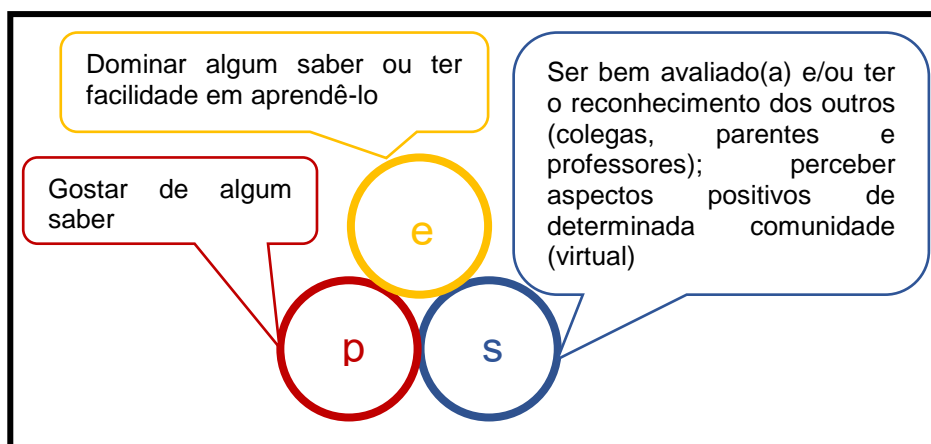 Dominar algum saber ou ter
facilidade em aprendê-lo
Ser bem avaliado(a) e/ou ter
o reconhecimento dos outros
(colegas, parentes e
professores); perceber
aspectos positivos de
determinada comunidade
(virtual)
Gostar de algum
saber
e
p
s